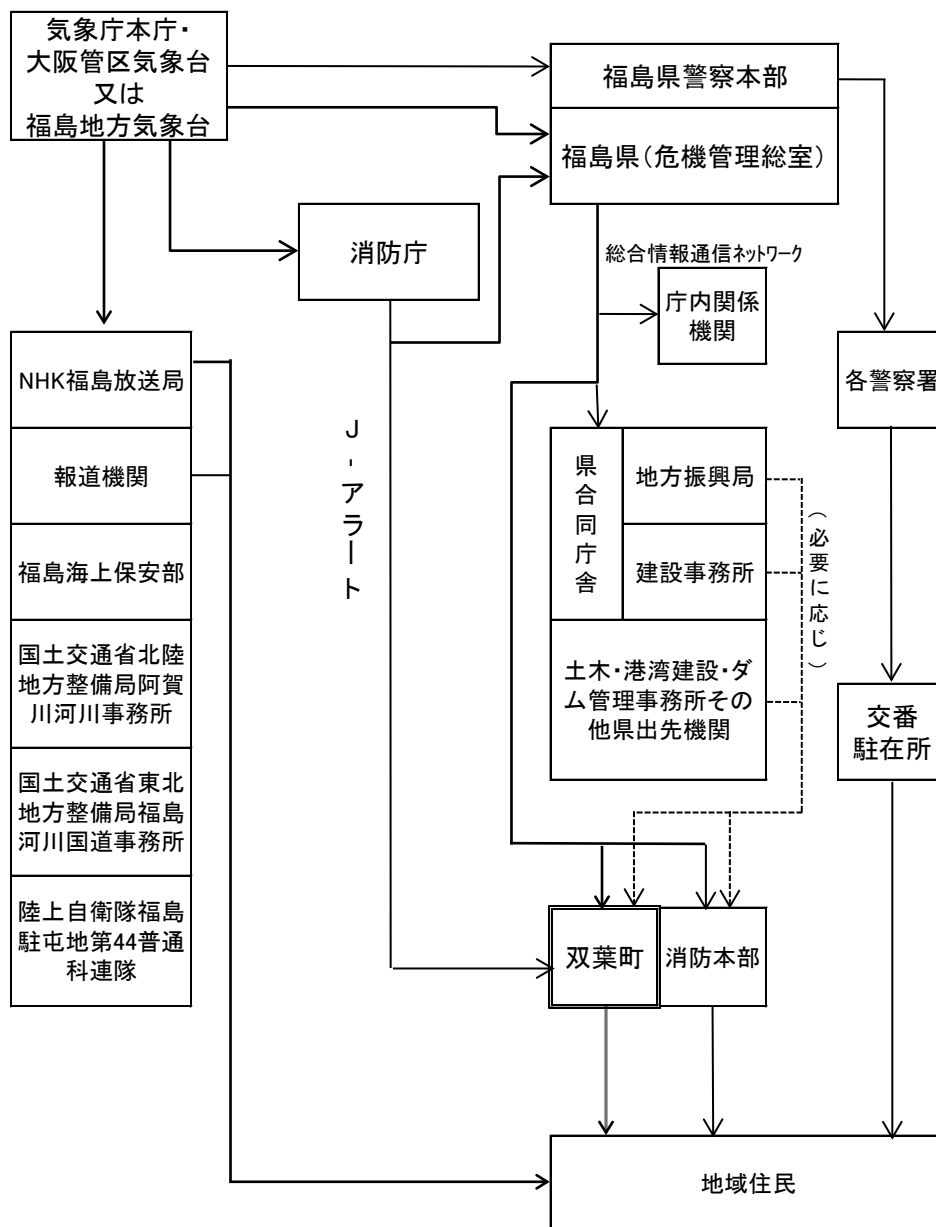 気象庁本庁・
大阪管区気象台
又は
福島地方気象台
福島県警察本部
福島県(危機管理総室)
消防庁
総合情報通信ネットワーク
庁内関係
機関
NHK福島放送局
各警察署
報道機関
J-アラート
県合同庁舎
地方振興局
(必要に応じ)
福島海上保安部
建設事務所
国土交通省北陸
地方整備局阿賀
川河川事務所
土木・港湾建設・ダ
ム管理事務所その
他県出先機関
交番
駐在所
国土交通省東北
地方整備局福島
河川国道事務所
陸上自衛隊福島
駐屯地第44普通
科連隊
双葉町
消防本部
地域住民